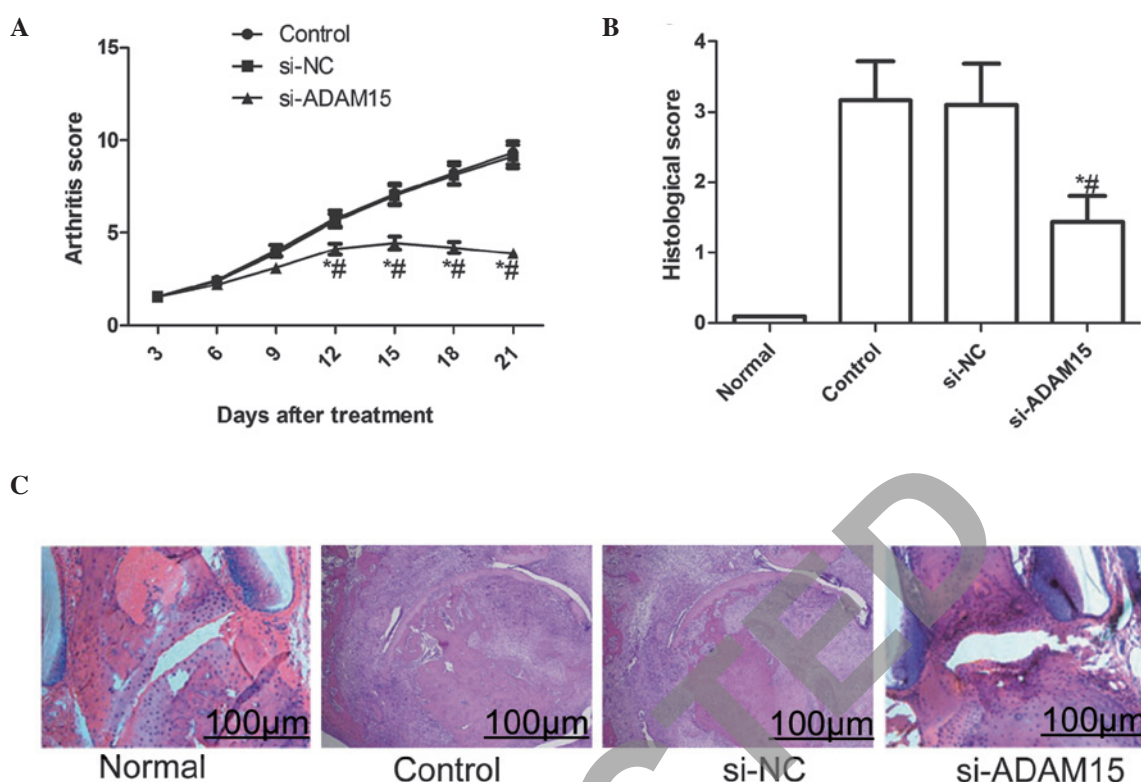 A
Control
si-NC
si-ADAM15
Arthritis score
15
10
5
0
*# *# *# *#
3 6 9 12 15 18 21
Days after treatment
B
Histological score
4
3
2
1
0
*#
Normal Control si-NC si-ADAM15
C
100µm 100µm 100µm 100µm
Normal Control si-NC si-ADAM15
CTED